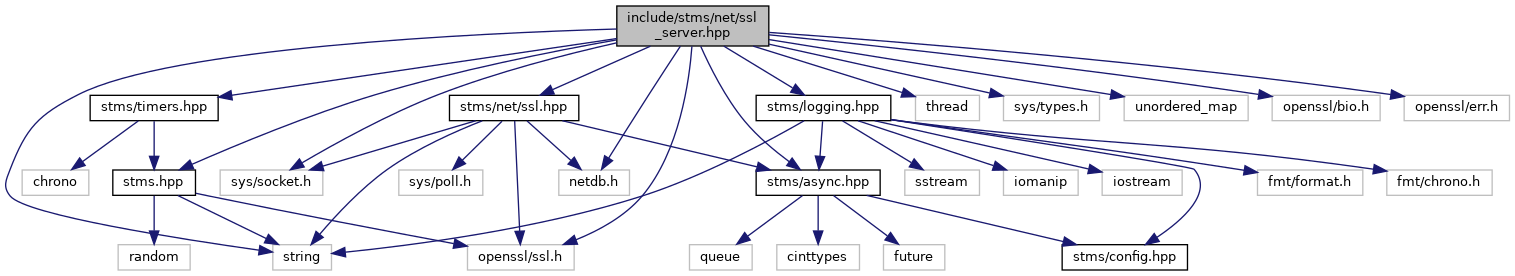 include/stms/net/ssl
_server.hpp
stms/timers.hpp
stms/net/ssl.hpp
stms/logging.hpp
thread
sys/types.h
unordered_map
openssl/bio.h
openssl/err.h
chrono
stms.hpp
sys/socket.h
sys/poll.h
netdb.h
stms/async.hpp
sstream
iomanip
iostream
fmt/format.h
fmt/chrono.h
random
string
openssl/ssl.h
queue
cinttypes
future
stms/config.hpp